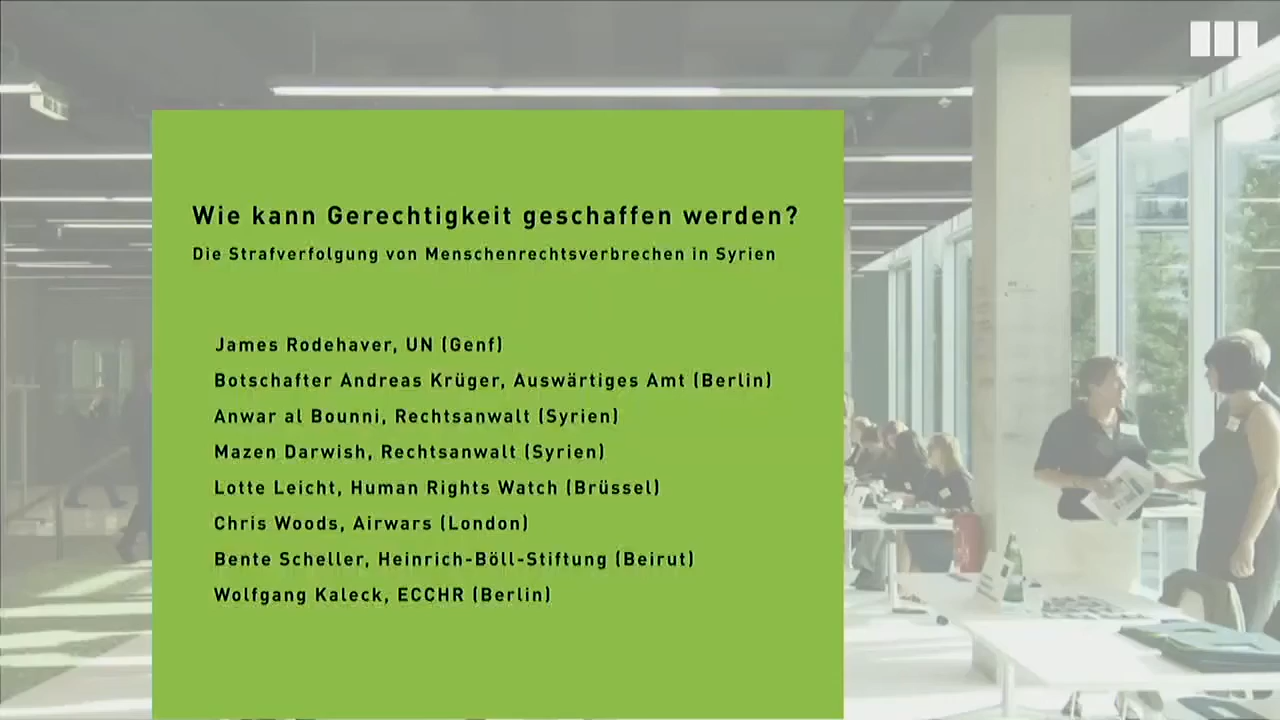 Wie kann Gerechtigkeit geschaffen werden?
Die Strafverfolgung von Menschenrechtsverbrechen in Syrien
James Rodehaver, UN (Genf)
Botschafter Andreas Krüger, Auswärtiges Amt (Berlin)
Anwar al Bounni, Rechtsanwalt (Syrien)
Mazen Darwish, Rechtsanwalt (Syrien)
Lotte Leicht, Human Rights Watch (Brüssel)
Chris Woods, Airwars (London)
Bente Scheller, Heinrich-Böll-Stiftung (Beirut)
Wolfgang Kaleck, ECCHR (Berlin)